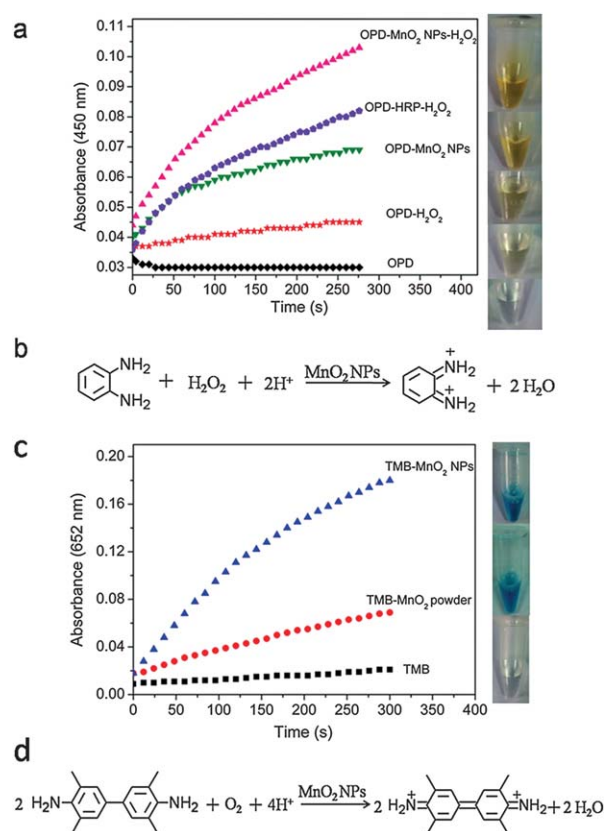 a
Absorbance (450 nm)
0.11
0.10
0.09
0.08
0.07
0.06
0.05
0.04
0.03
OPD-MnO₂ NPs-H₂O₂
OPD-HRP-H₂O₂
OPD-MnO₂ NPs
OPD-H₂O₂
OPD
0 50 100 150 200 250 300 350 400
Time (s)
b
NH₂ NH₂ + H₂O₂ + 2H⁺ MnO₂ NPs +NH₂ +NH₂ + 2 H₂O
c
Absorbance (652 nm)
0.20
0.16
0.12
0.08
0.04
0.00
TMB-MnO₂ NPs
TMB-MnO₂ powder
TMB
0 50 100 150 200 250 300 350 400
Time (s)
d
2 H₂N NH₂ + O₂ + 4H⁺ MnO₂ NPs 2 H₂N+ +NH₂ + 2 H₂O